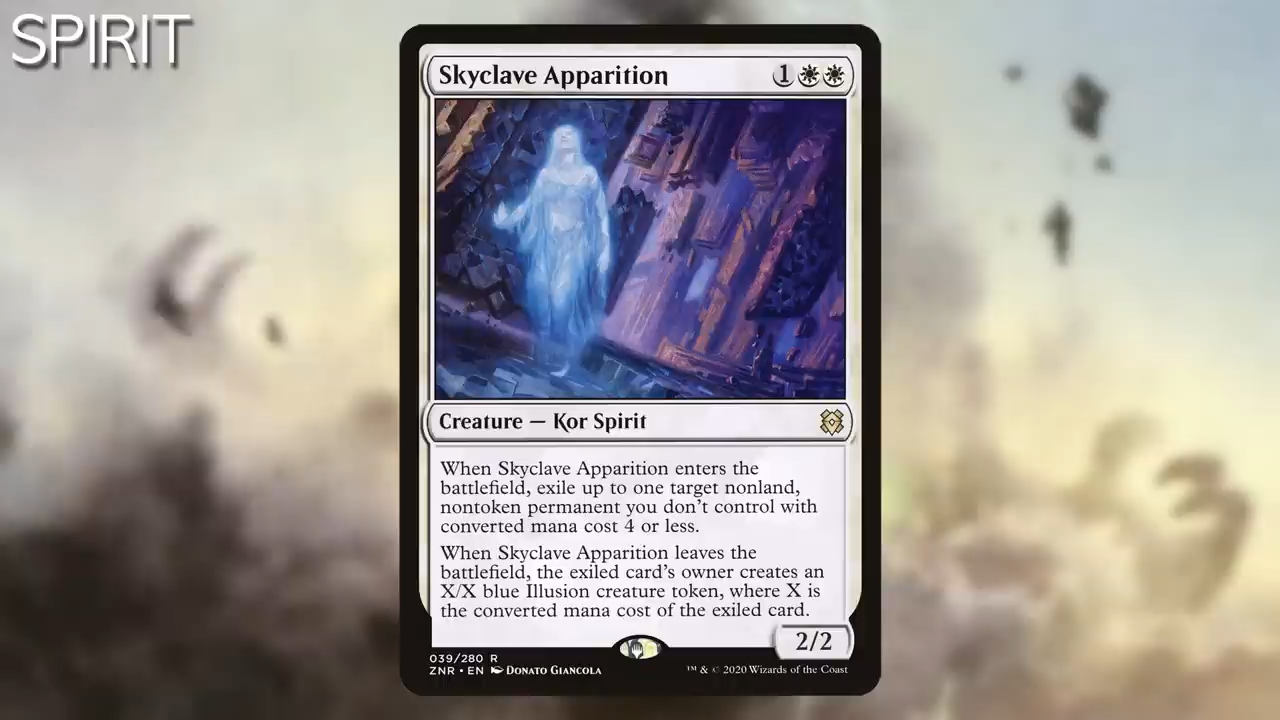 SPIRIT
Skyclave Apparition 1
Creature — Kor Spirit
When Skyclave Apparition enters the
battlefield, exile up to one target nonland,
nontoken permanent you don't control with
converted mana cost 4 or less.
When Skyclave Apparition leaves the
battlefield, the exiled card's owner creates an
X/X blue Illusion creature token, where X is
the converted mana cost of the exiled card.
2/2
039/280 R
ZNR • EN Donato Giancola
™ & © 2020 Wizards of the Coast